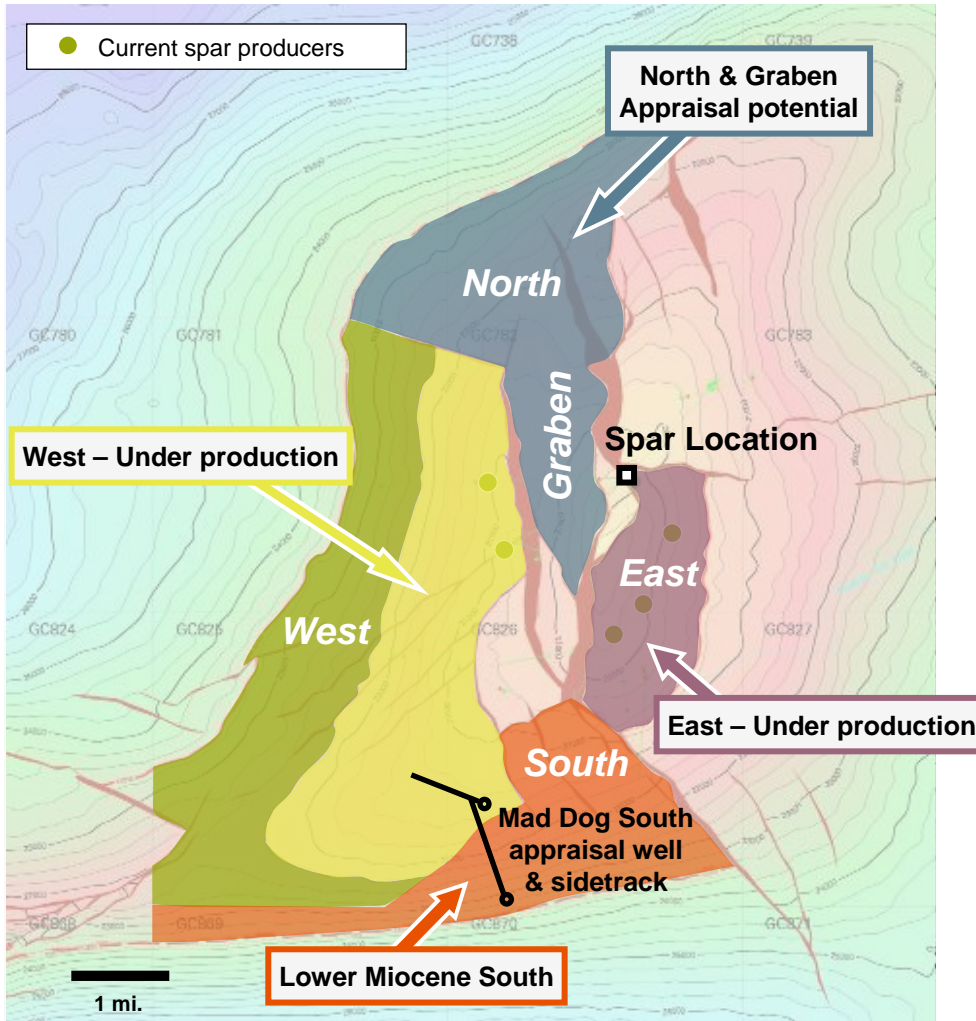 Current spar producers
GC738
GC739
North & Graben
Appraisal potential
North
GC780
GC781
GC782
GC783
Graben
Spar Location
West – Under production
East
West
GC824
GC825
GC826
GC827
East – Under production
South
Mad Dog South
appraisal well
& sidetrack
GC868
GC869
GC870
GC871
Lower Miocene South
1 mi.